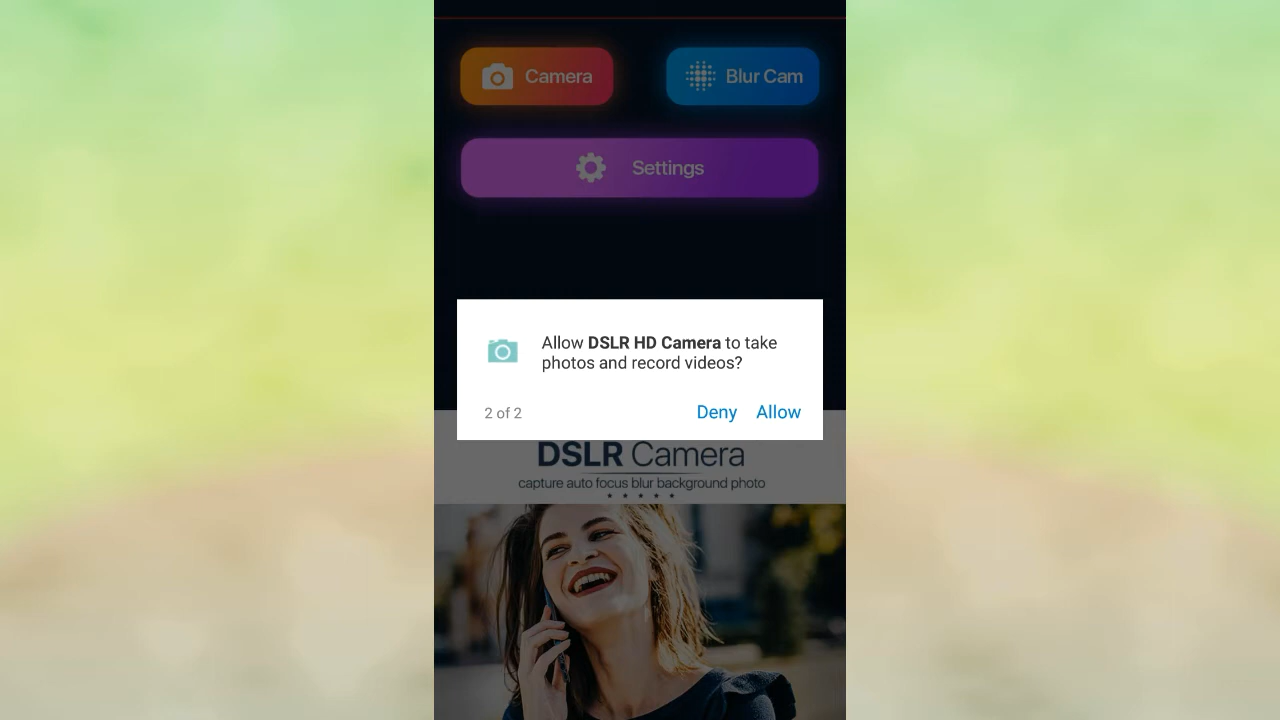 Camera
Blur Cam
Settings
Allow DSLR HD Camera to take
photos and record videos?
2 of 2
Deny
Allow
DSLR Camera
capture auto focus blur background photo